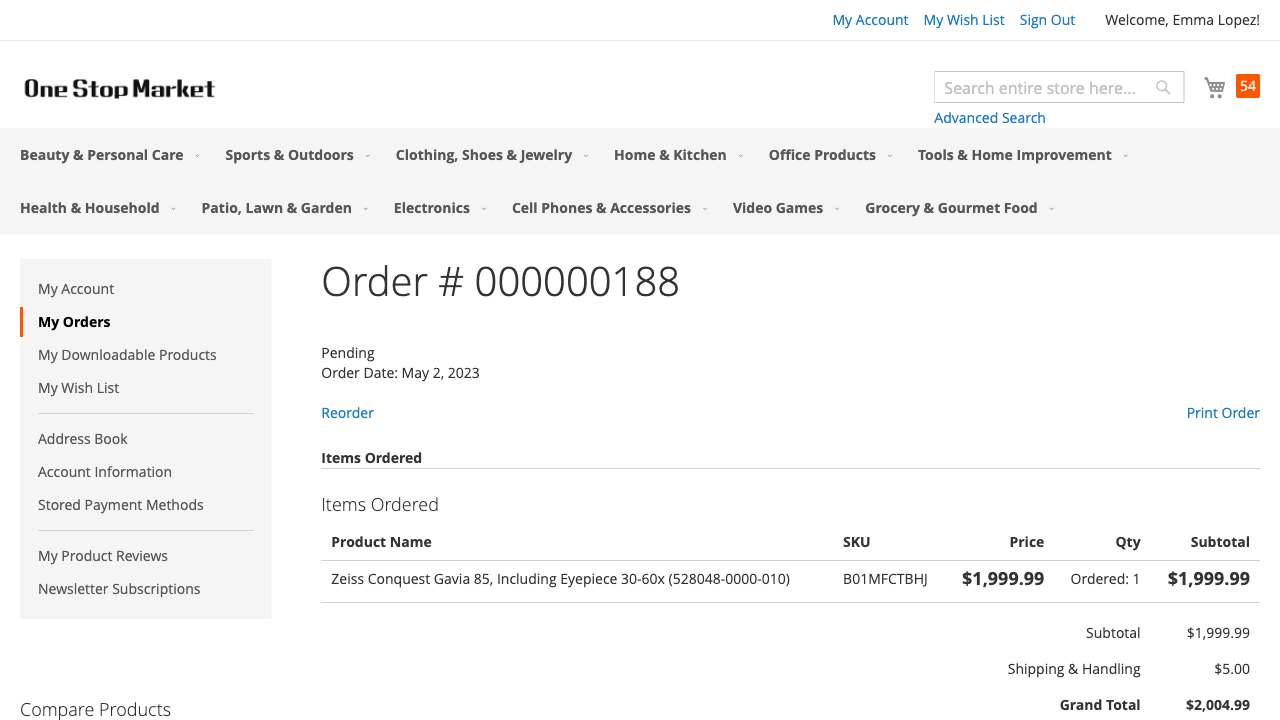 My Account My Wish List Sign Out Welcome, Emma Lopez!
One Stop Market
Search entire store here...
54
Advanced Search
Beauty & Personal Care Sports & Outdoors Clothing, Shoes & Jewelry Home & Kitchen Office Products Tools & Home Improvement
Health & Household Patio, Lawn & Garden Electronics Cell Phones & Accessories Video Games Grocery & Gourmet Food
My Account
My Orders
My Downloadable Products
My Wish List
Address Book
Account Information
Stored Payment Methods
My Product Reviews
Newsletter Subscriptions
Compare Products
Order # 000000188
Pending
Order Date: May 2, 2023
Reorder Print Order
Items Ordered
Items Ordered
Product Name SKU Price Qty Subtotal
Zeiss Conquest Gavia 85, Including Eyepiece 30-60x (528048-0000-010) B01MFCTBHJ $1,999.99 Ordered: 1 $1,999.99
Subtotal $1,999.99
Shipping & Handling $5.00
Grand Total $2,004.99